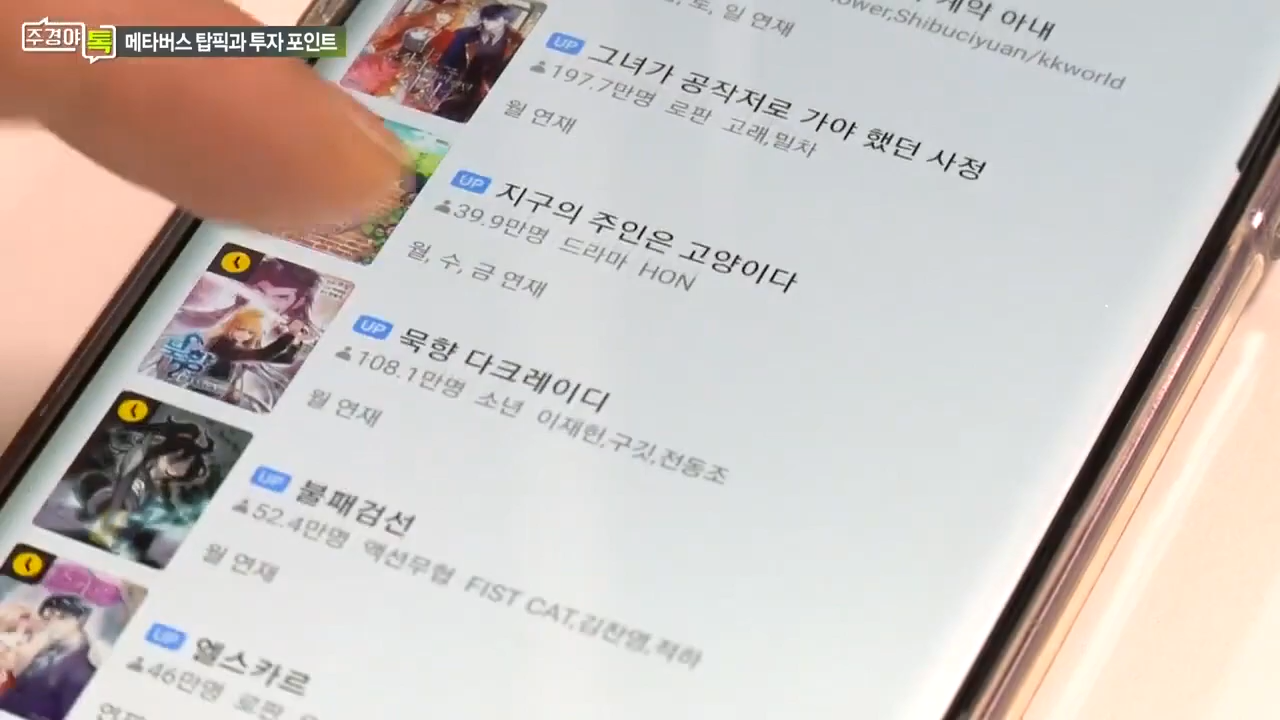 주경야톡 메타버스 탑픽과 투자 포인트
계약 아내
토, 일 연재
Shibuciyuan/kkworld
UP 그녀가 공작저로 가야 했던 사정
197.7만명 로판 고래,밀차
월 연재
UP 지구의 주인은 고양이다
39.9만명 드라마 HON
월, 수, 금 연재
UP 묵향 다크레이디
108.1만명 소년 이재헌,구깃,전동조
월 연재
UP 불패검선
52.4만명 액션무협 FIST CAT,김찬영,적하
월 연재
UP 엘스카르
46만명 로판
연재